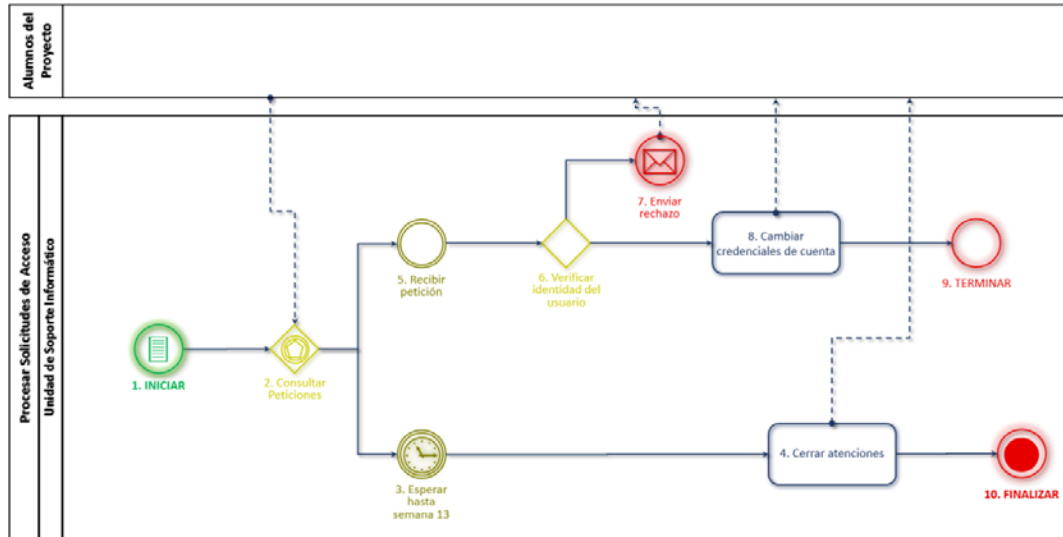 Alumnos del
Proyecto
Procesar Solicitudes de Acceso
Unidad de Soporte Informático
7. Enviar
rechazo
8. Cambiar
credenciales de cuenta
5. Recibir
petición
6. Verificar
identidad del
usuario
9. TERMINAR
1. INICIAR
2. Consultar
Peticiones
3. Esperar
hasta
semana 13
4. Cerrar atenciones
10. FINALIZAR